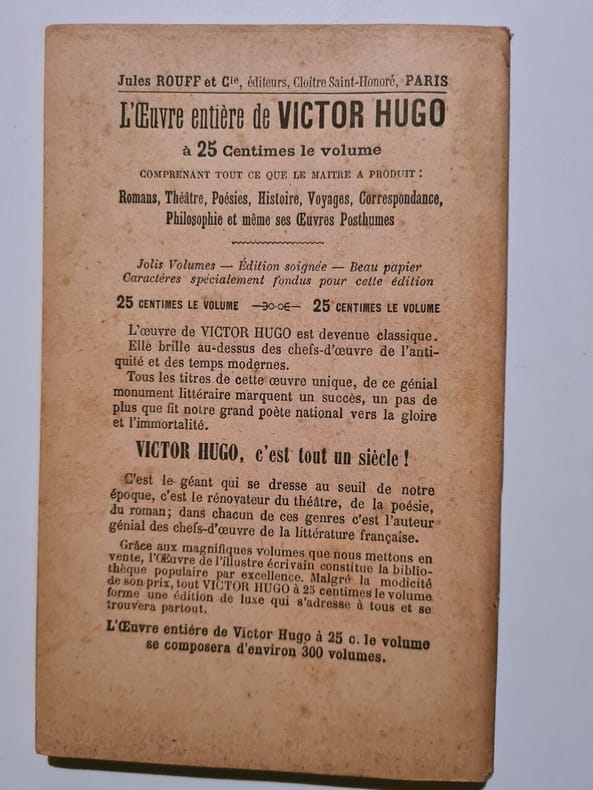 Jules ROUFF et Cie, éditeurs, Cloître Saint-Honoré, PARIS
L'Œuvre entière de VICTOR HUGO
à 25 Centimes le volume
COMPRENANT TOUT CE QUE LE MAITRE A PRODUIT :
Romans, Théâtre, Poésies, Histoire, Voyages, Correspondance,
Philosophie et même ses Œuvres Posthumes
Jolis Volumes — Édition soignée — Beau papier
Caractères spécialement fondus pour cette édition
25 CENTIMES LE VOLUME 25 CENTIMES LE VOLUME
L'œuvre de VICTOR HUGO est devenue classique.
Elle brille au-dessus des chefs-d'œuvre de l'anti-
quité et des temps modernes.
Tous les titres de cette œuvre unique, de ce génial
monument littéraire marquent un succès, un pas de
plus que fit notre grand poète national vers la gloire
et l'immortalité.
VICTOR HUGO, c'est tout un siècle !
C'est le géant qui se dresse au seuil de notre
époque, c'est le rénovateur du théâtre, de la poésie,
du roman; dans chacun de ces genres c'est l'auteur
génial des chefs-d'œuvre de la littérature française.
Grâce aux magnifiques volumes que nous mettons en
vente, l'Œuvre de l'illustre écrivain constitue la biblio-
thèque populaire par excellence. Malgré la modicité
de son prix, tout VICTOR HUGO à 25 centimes le volume
forme une édition de luxe qui s'adresse à tous et se
trouvera partout.
L'Œuvre entière de Victor Hugo à 25 c. le volume
se composera d'environ 300 volumes.